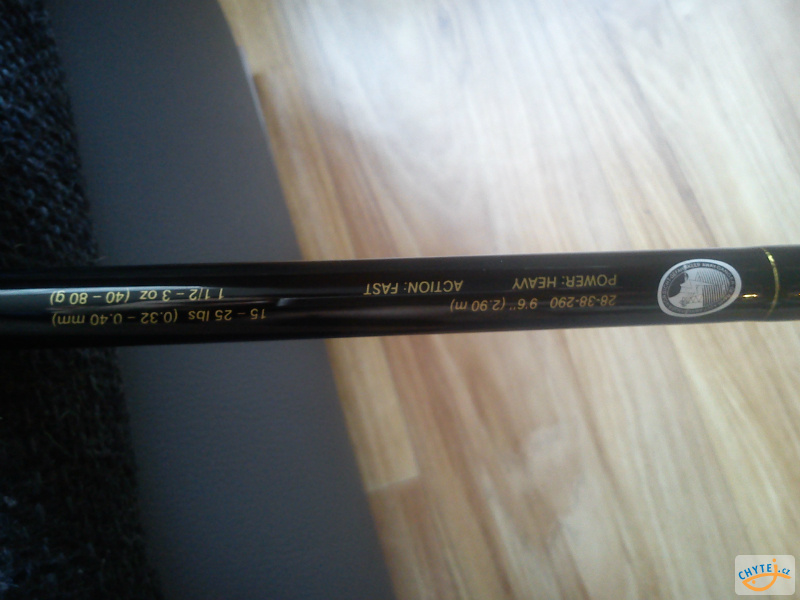 28-38-290 9'6'' (2.90 m)
POWER: HEAVY
ACTION: FAST
15 – 25 lbs (0.32 – 0.40 mm)
1 1/2 – 3 oz (40 – 80 g)
CHYTEJ.cz